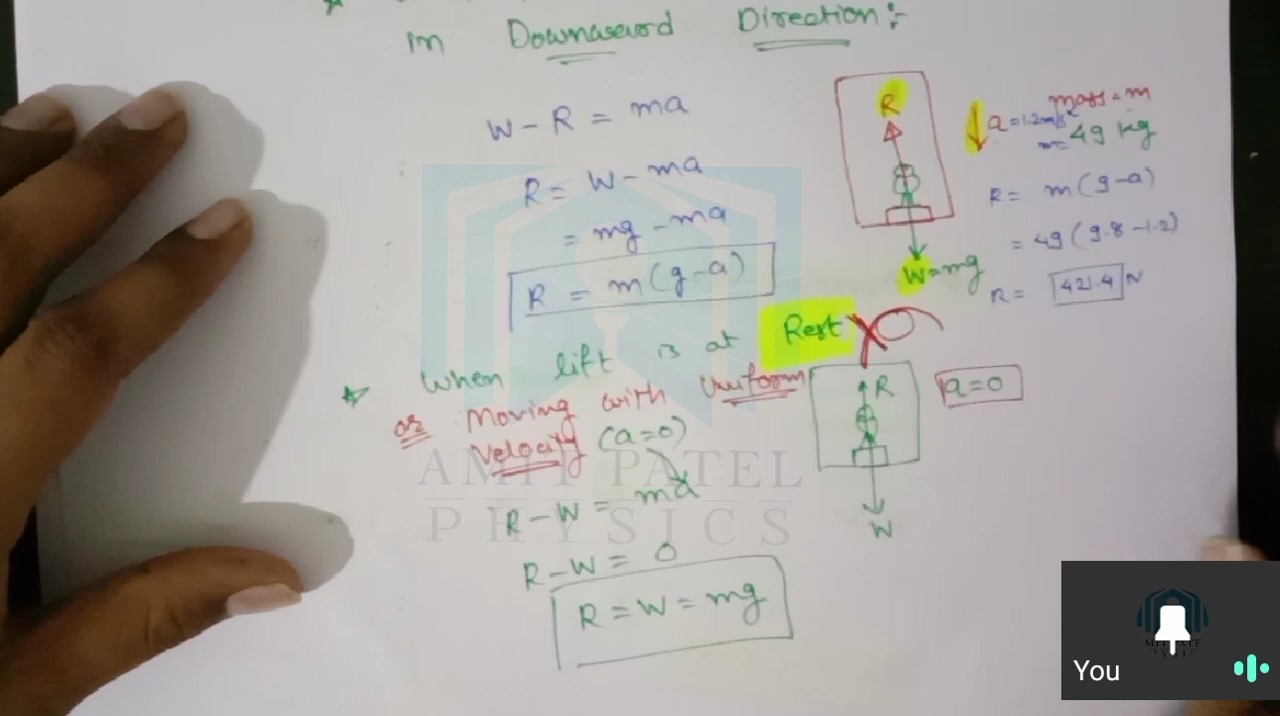 in Downaward Direction :-
W - R = ma
R = W - ma
= mg - ma
R = m(g-a)
R
W=mg
mass = m
a = 1.2m/s²
m= 49 kg
R = m(g-a)
= 49(9.8-1.2)
R = 421.4 N
When lift is at Rest
or Moving with Uniform
Velocity (a=0)
R - W = ma
R - W = 0
R = W = mg
R
W
a=0
AMIT PATEL
PHYSICS
You